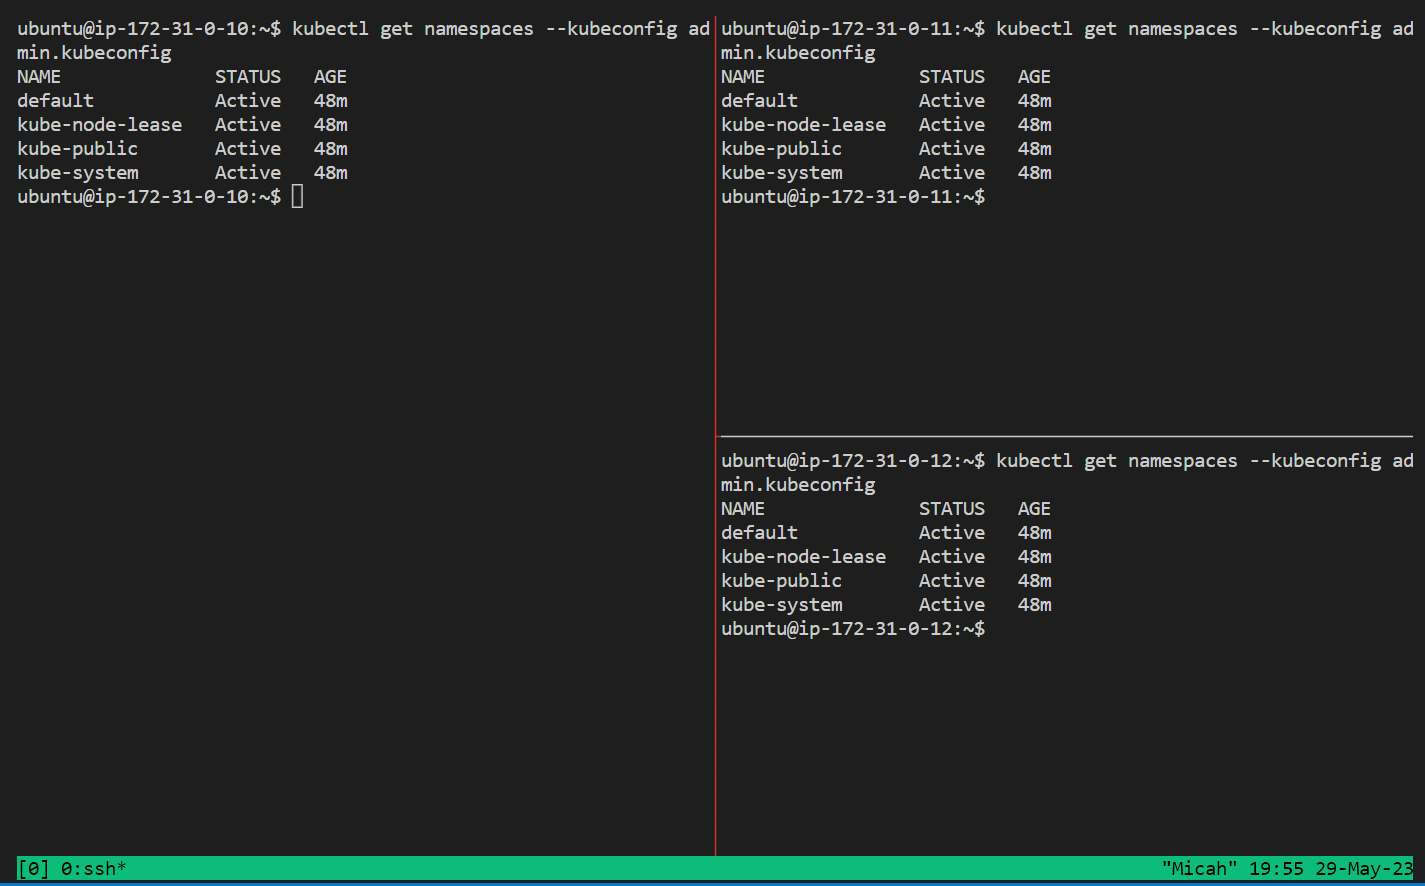 ubuntu@ip-172-31-0-10:~$ kubectl get namespaces --kubeconfig ad
min.kubeconfig
NAME              STATUS   AGE
default           Active   48m
kube-node-lease   Active   48m
kube-public       Active   48m
kube-system       Active   48m
ubuntu@ip-172-31-0-10:~$
ubuntu@ip-172-31-0-11:~$ kubectl get namespaces --kubeconfig ad
min.kubeconfig
NAME              STATUS   AGE
default           Active   48m
kube-node-lease   Active   48m
kube-public       Active   48m
kube-system       Active   48m
ubuntu@ip-172-31-0-11:~$
ubuntu@ip-172-31-0-12:~$ kubectl get namespaces --kubeconfig ad
min.kubeconfig
NAME              STATUS   AGE
default           Active   48m
kube-node-lease   Active   48m
kube-public       Active   48m
kube-system       Active   48m
ubuntu@ip-172-31-0-12:~$
[0] 0:ssh* "Micah" 19:55 29-May-23